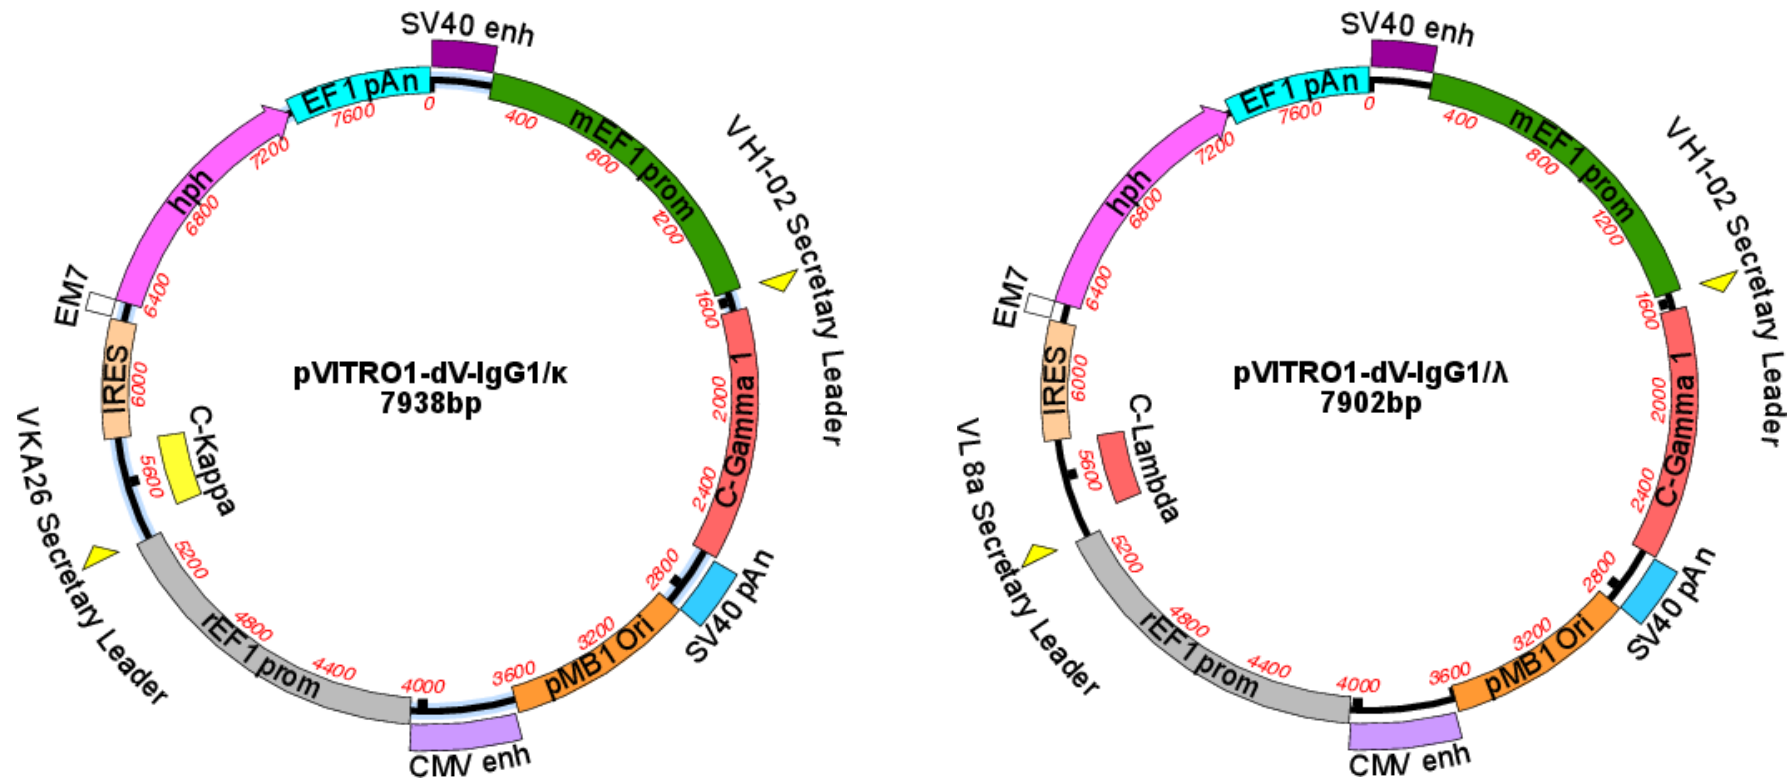 SV40 enh
EF1 pAn
mEF1 prom
VH1-02 Secretary Leader
hph
EM7
IRES
C-Kappa
VKA26 Secretary Leader
rEF1 prom
CMV enh
pMB1 Ori
SV40 pAn
C-Gamma 1
0
400
800
1200
1600
2000
2400
2800
3200
3600
4000
4400
4800
5200
5600
6000
6400
6800
7200
7600
pVITRO1-dV-IgG1/κ
7938bp
SV40 enh
EF1 pAn
mEF1 prom
VH1-02 Secretary Leader
hph
EM7
IRES
C-Lambda
VL 8a Secretary Leader
rEF1 prom
CMV enh
pMB1 Ori
SV40 pAn
C-Gamma 1
0
400
800
1200
1600
2000
2400
2800
3200
3600
4000
4400
4800
5200
5600
6000
6400
6800
7200
7600
pVITRO1-dV-IgG1/λ
7902bp